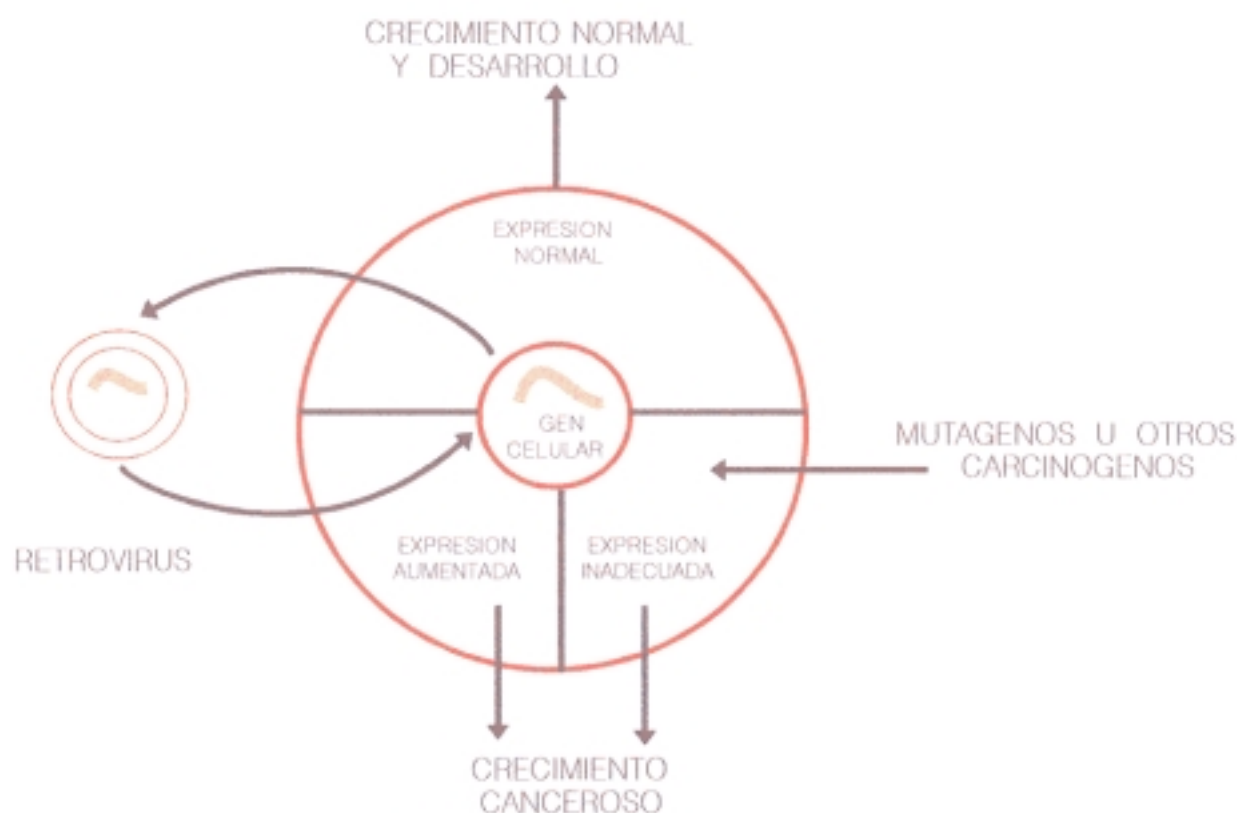 CRECIMIENTO NORMAL
Y DESARROLLO
EXPRESION
NORMAL
GEN
CELULAR
MUTAGENOS U OTROS
CARCINOGENOS
RETROVIRUS
EXPRESION
AUMENTADA
EXPRESION
INADECUADA
CRECIMIENTO
CANCEROSO